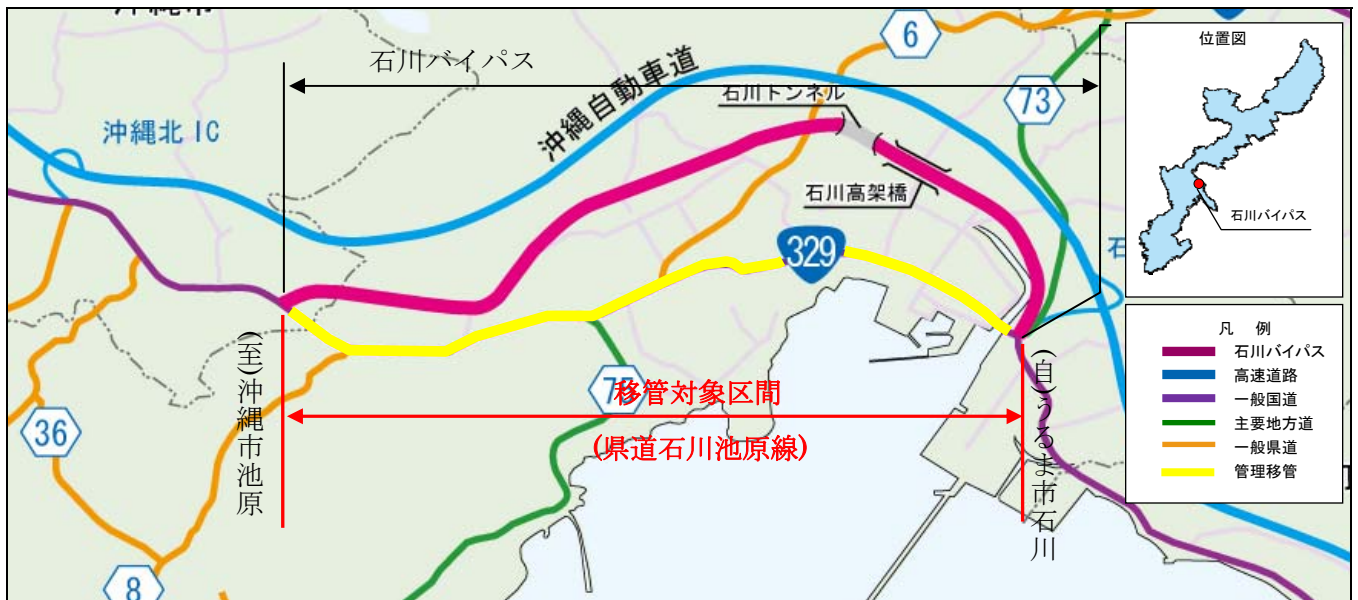 石川バイパス
沖縄自動車道
石川トンネル
6
73
沖縄北 IC
石川高架橋
329
75
36
8
移管対象区間
(県道石川池原線)
(至)沖縄市池原
(自)うるま市石川
位置図
石川バイパス
凡 例
石川バイパス
高速道路
一般国道
主要地方道
一般県道
管理移管